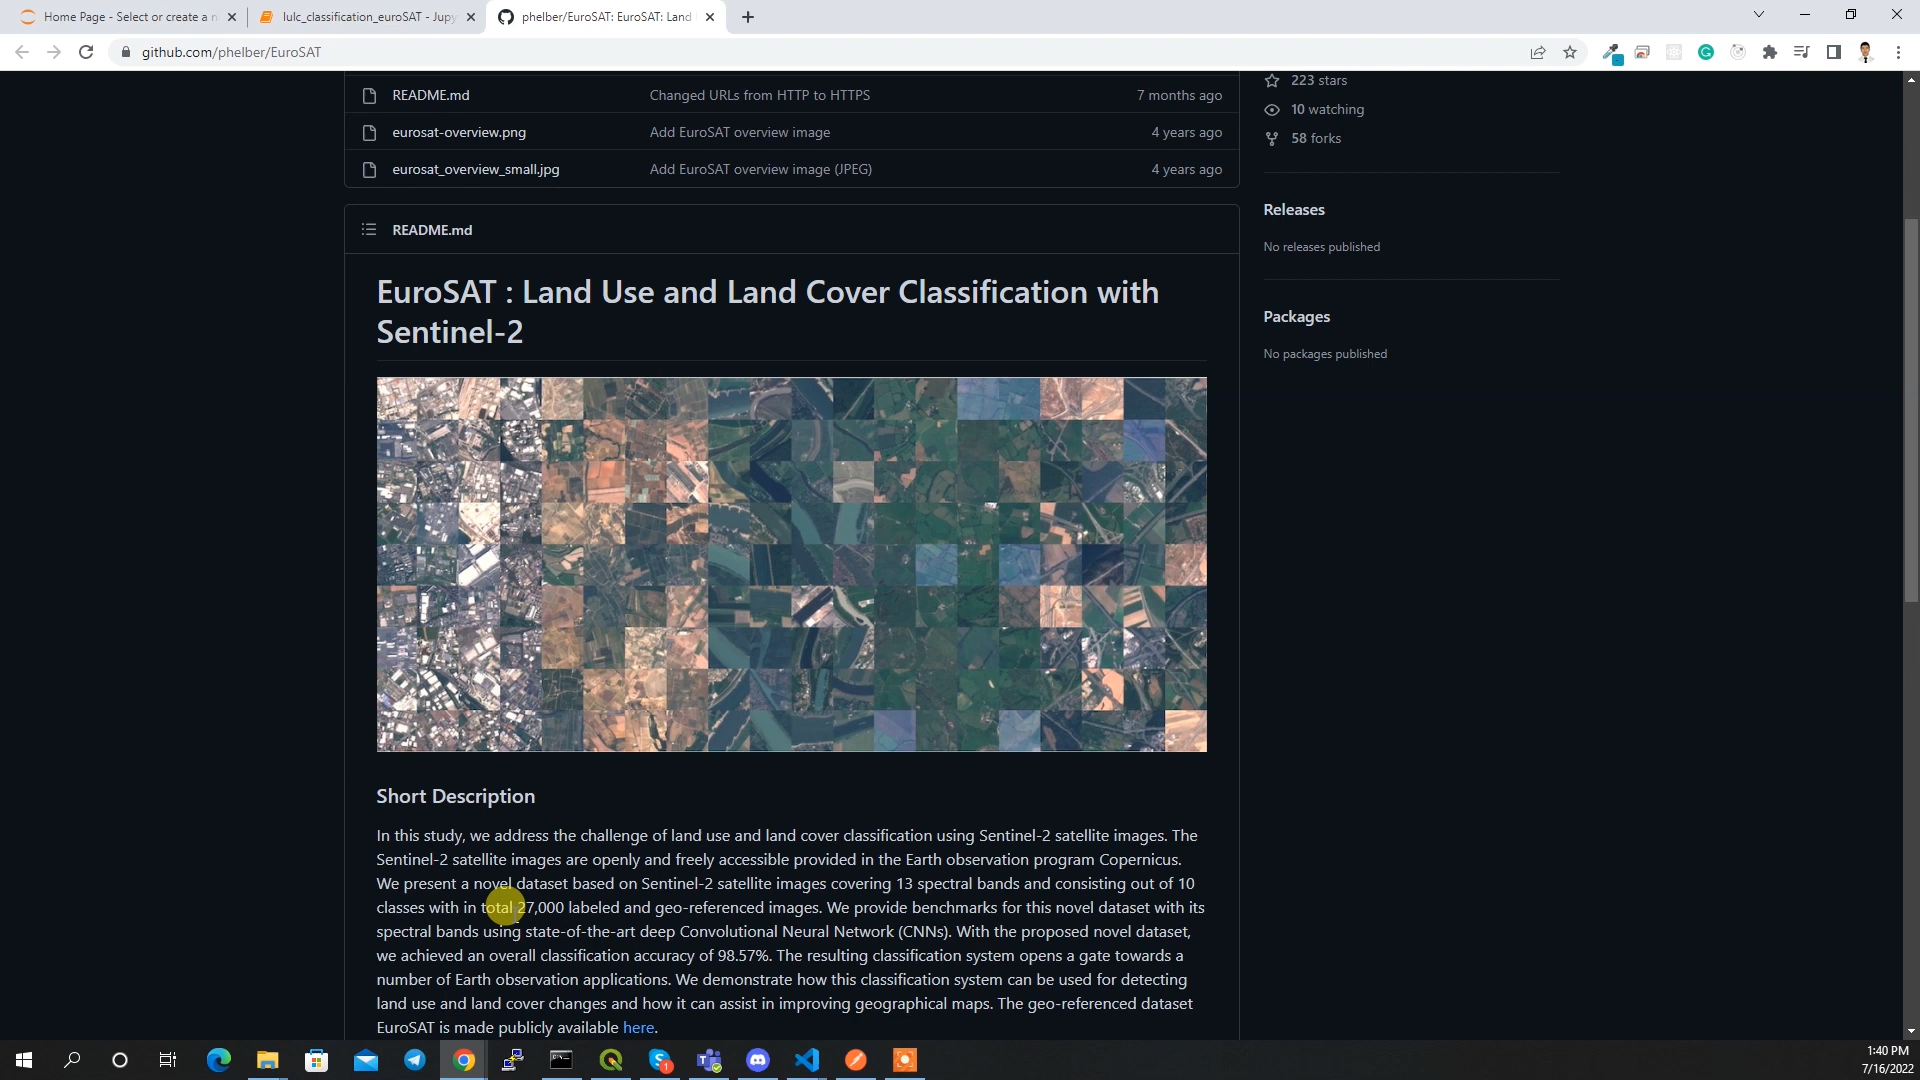 Home Page - Select or create a n
lulc_classification_euroSAT - Jupy
phelber/EuroSAT: EuroSAT: Land
github.com/phelber/EuroSAT
README.md Changed URLs from HTTP to HTTPS 7 months ago
eurosat-overview.png Add EuroSAT overview image 4 years ago
eurosat_overview_small.jpg Add EuroSAT overview image (JPEG) 4 years ago
223 stars
10 watching
58 forks
Releases
No releases published
Packages
No packages published
README.md
EuroSAT : Land Use and Land Cover Classification with
Sentinel-2
Short Description
In this study, we address the challenge of land use and land cover classification using Sentinel-2 satellite images. The
Sentinel-2 satellite images are openly and freely accessible provided in the Earth observation program Copernicus.
We present a novel dataset based on Sentinel-2 satellite images covering 13 spectral bands and consisting out of 10
classes with in total 27,000 labeled and geo-referenced images. We provide benchmarks for this novel dataset with its
spectral bands using state-of-the-art deep Convolutional Neural Network (CNNs). With the proposed novel dataset,
we achieved an overall classification accuracy of 98.57%. The resulting classification system opens a gate towards a
number of Earth observation applications. We demonstrate how this classification system can be used for detecting
land use and land cover changes and how it can assist in improving geographical maps. The geo-referenced dataset
EuroSAT is made publicly available here.
1:40 PM
7/16/2022